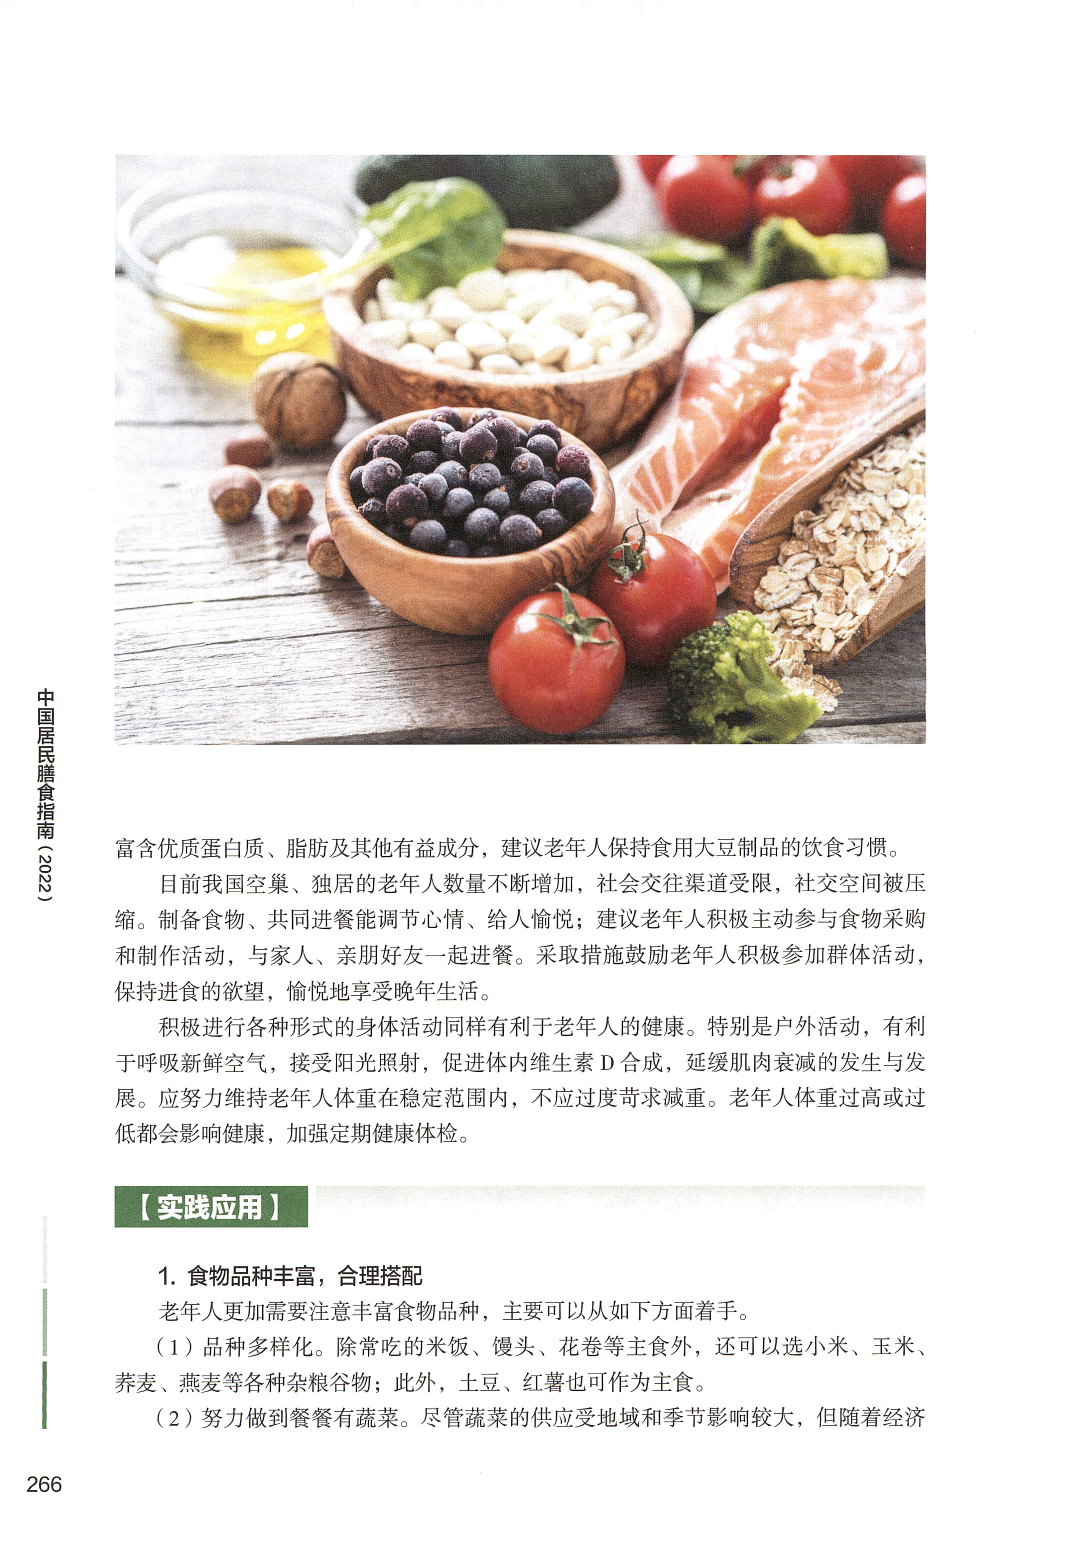 富含优质蛋白质、脂肪及其他有益成分，建议老年人保持食用大豆制品的饮食习惯。
目前我国空巢、独居的老年人数量不断增加，社会交往渠道受限，社交空间被压
缩。制备食物、共同进餐能调节心情、给人愉悦；建议老年人积极主动参与食物采购
和制作活动，与家人、亲朋好友一起进餐。采取措施鼓励老年人积极参加群体活动，
保持进食的欲望，愉悦地享受晚年生活。
积极进行各种形式的身体活动同样有利于老年人的健康。特别是户外活动，有利
于呼吸新鲜空气，接受阳光照射，促进体内维生素 D 合成，延缓肌肉衰减的发生与发
展。应努力维持老年人体重在稳定范围内，不应过度苛求减重。老年人体重过高或过
低都会影响健康，加强定期健康体检。
【实践应用】
1. 食物品种丰富，合理搭配
老年人更加需要注意丰富食物品种，主要可以从如下方面着手。
（1）品种多样化。除常吃的米饭、馒头、花卷等主食外，还可以选小米、玉米、
荞麦、燕麦等各种杂粮谷物；此外，土豆、红薯也可作为主食。
（2）努力做到餐餐有蔬菜。尽管蔬菜的供应受地域和季节影响较大，但随着经济
中国居民膳食指南（2022）
266